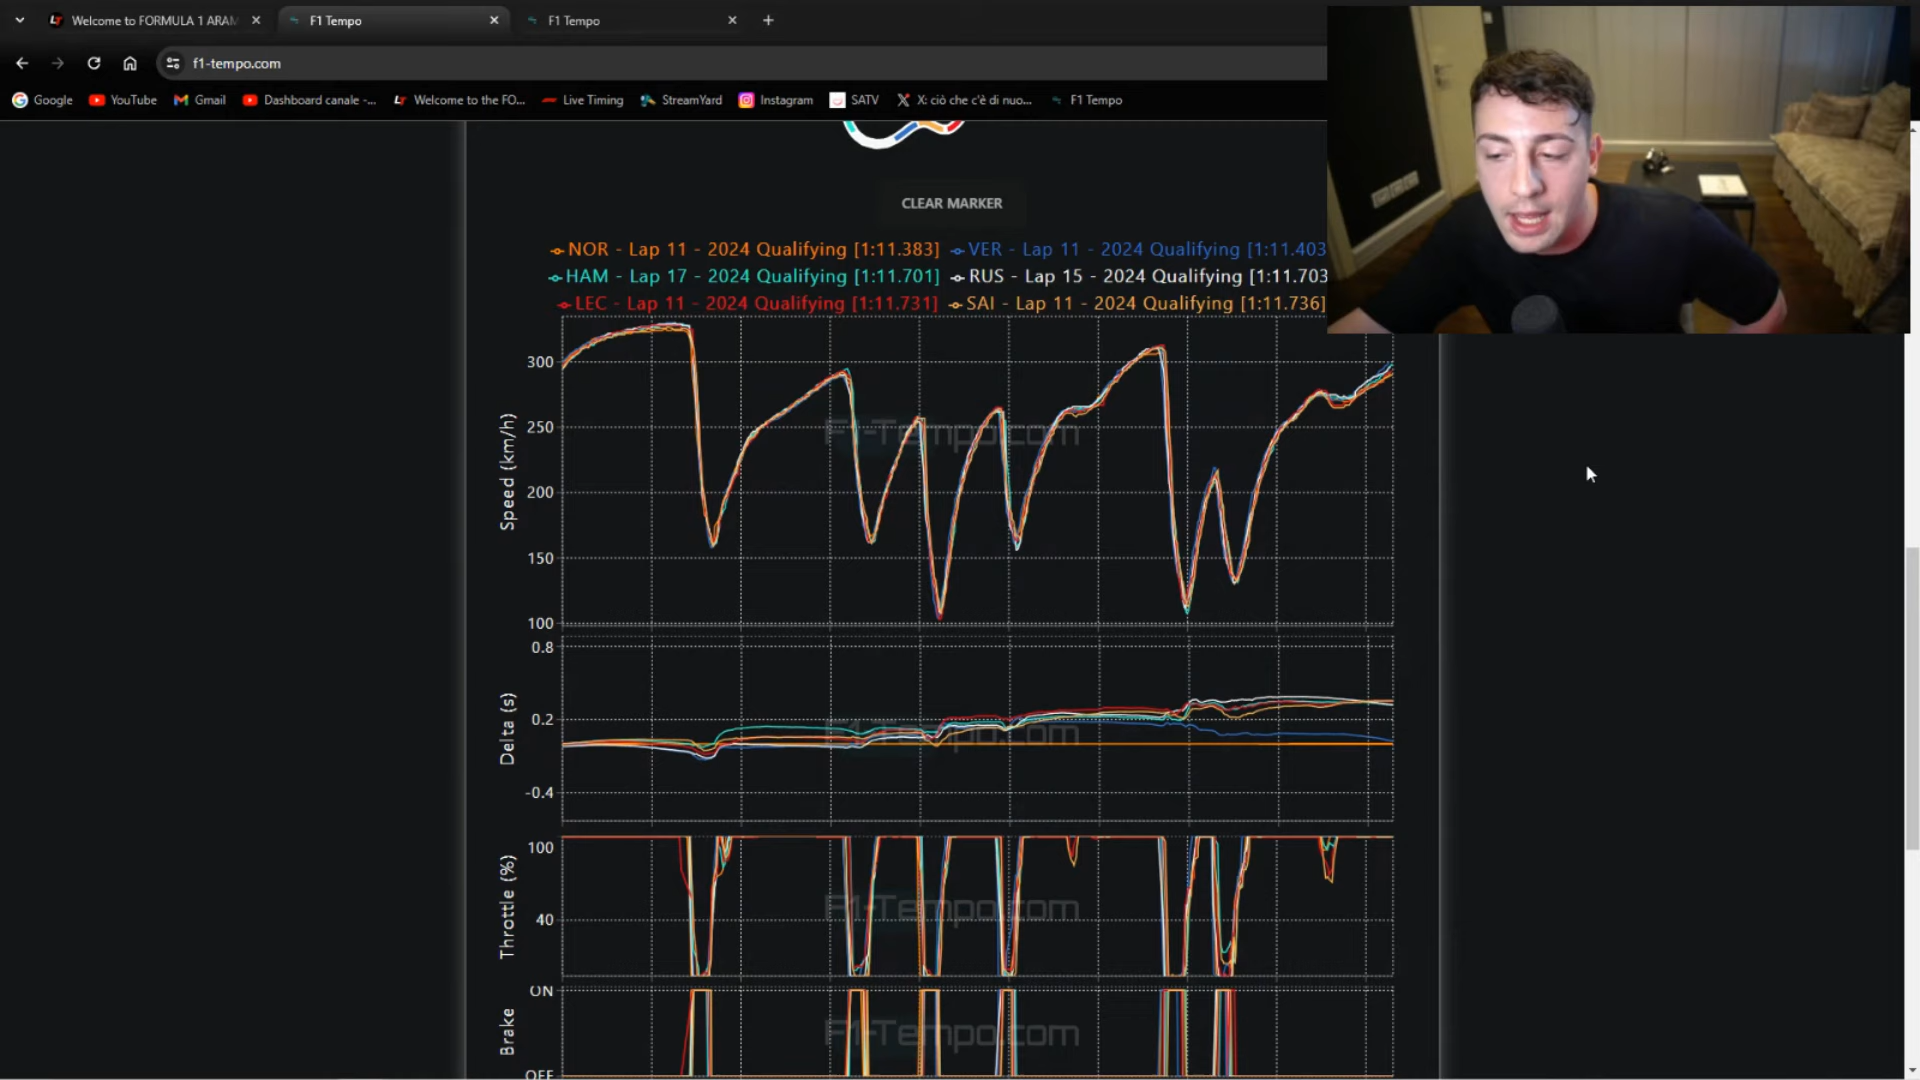 Welcome to FORMULA 1 ARAM
F1 Tempo
F1 Tempo
f1-tempo.com
Google
YouTube
Gmail
Dashboard canale -...
Welcome to the FO...
Live Timing
StreamYard
Instagram
SATV
X: ciò che c'è di nuo...
F1 Tempo
CLEAR MARKER
NOR - Lap 11 - 2024 Qualifying [1:11.383] VER - Lap 11 - 2024 Qualifying [1:11.403
HAM - Lap 17 - 2024 Qualifying [1:11.701] RUS - Lap 15 - 2024 Qualifying [1:11.703
LEC - Lap 11 - 2024 Qualifying [1:11.731] SAI - Lap 11 - 2024 Qualifying [1:11.736]
Speed (km/h)
300
250
200
150
100
F1-Tempo.com
Delta (s)
0.8
0.2
-0.4
F1-Tempo.com
Throttle (%)
100
40
F1-Tempo.com
Brake
ON
OFF
F1-Tempo.com